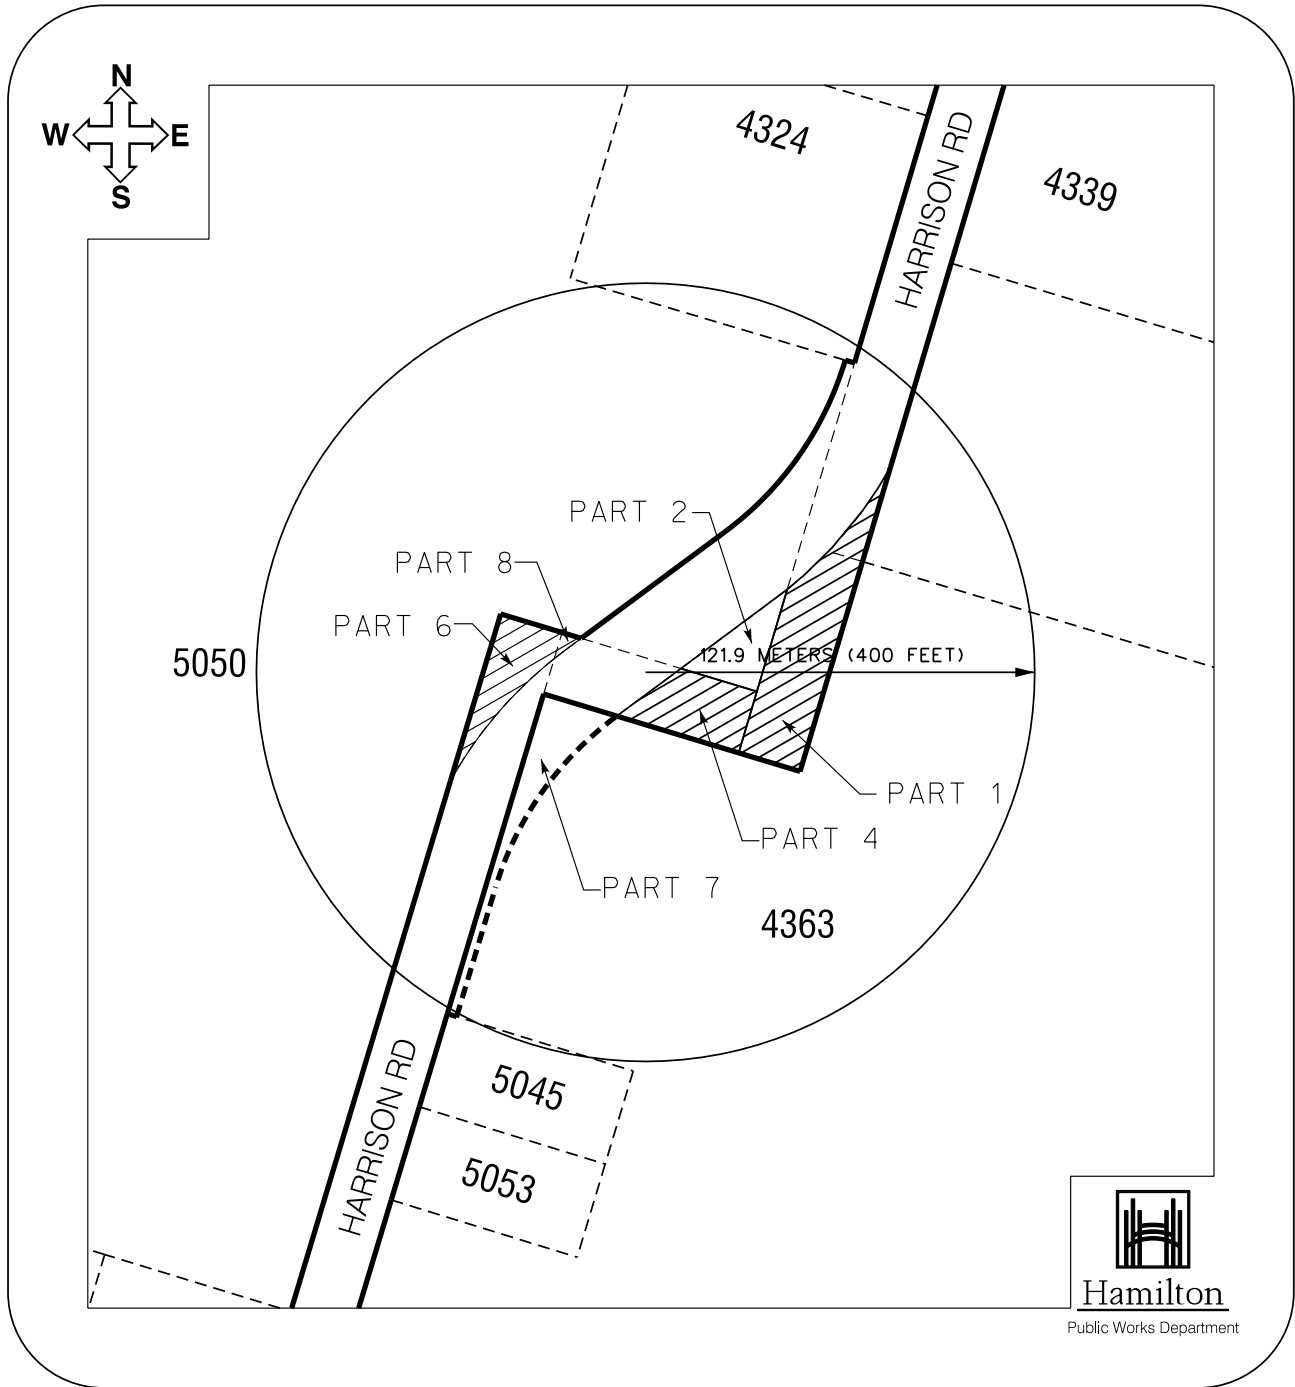 N
W E
S
4324
HARRISON RD
4339
PART 2
PART 8
PART 6
5050
121.9 METERS (400 FEET)
PART 1
PART 4
PART 7
4363
HARRISON RD
5045
5053
Hamilton
Public Works Department